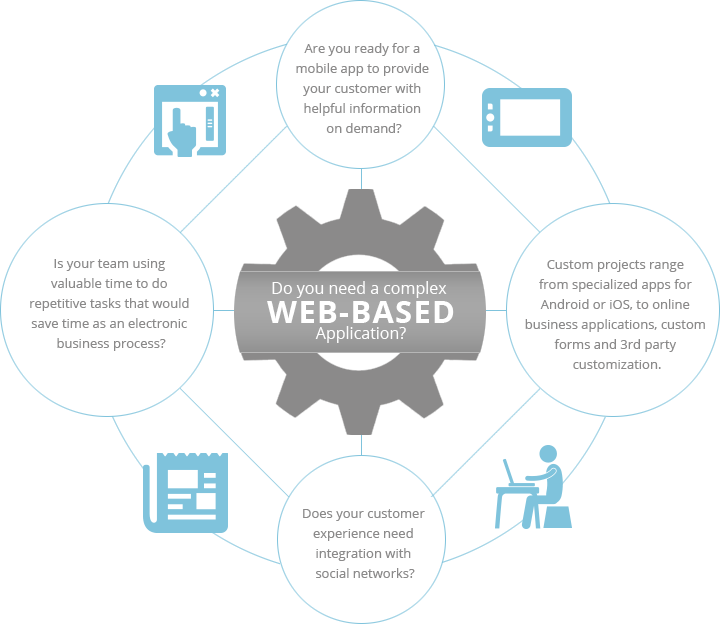 Are you ready for a
mobile app to provide
your customer with
helpful information
on demand?
Is your team using
valuable time to do
repetitive tasks that would
save time as an electronic
business process?
Do you need a complex
WEB-BASED
Application?
Custom projects range
from specialized apps for
Android or iOS, to online
business applications, custom
forms and 3rd party
customization.
Does your customer
experience need
integration with
social networks?